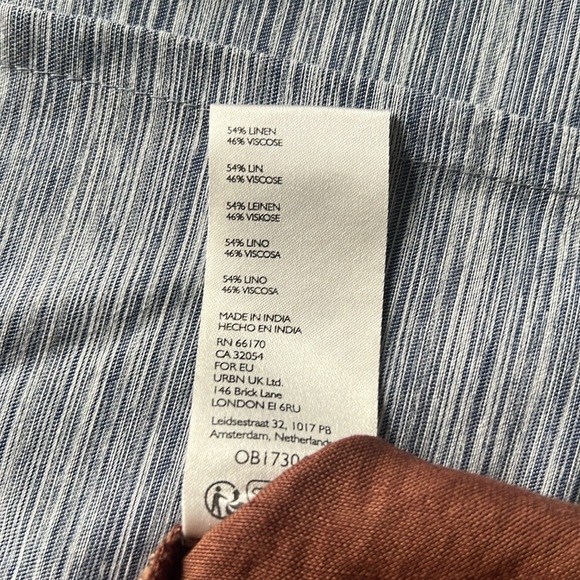 54% LINEN
46% VISCOSE
54% LIN
46% VISCOSE
54% LEINEN
46% VISKOSE
54% LINO
46% VISCOSA
54% LINO
46% VISCOSA
MADE IN INDIA
HECHO EN INDIA
RN 66170
CA 32054
FOR EU
URBN UK Ltd.
146 Brick Lane
LONDON E1 6RU
Leidsestraat 32, 1017 PB
Amsterdam, Netherlands
OB1730